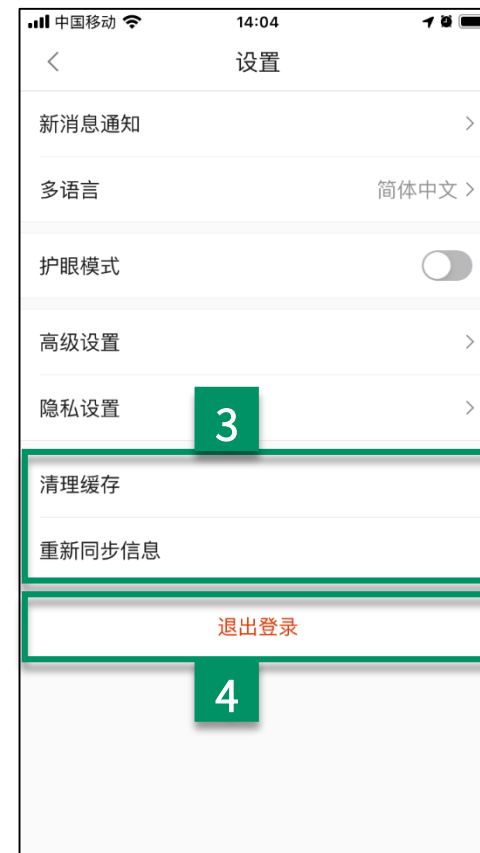 中国移动 14:04
设置
新消息通知
多语言 简体中文
护眼模式
高级设置
隐私设置
3
清理缓存
重新同步信息
退出登录
4